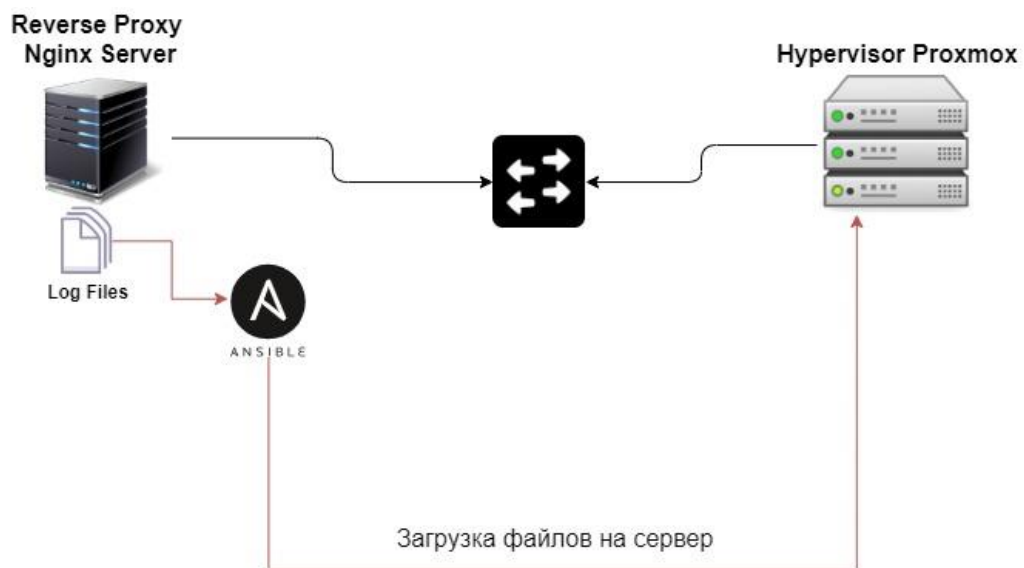 Reverse Proxy
Nginx Server
Hypervisor Proxmox
Log Files
ANSIBLE
Загрузка файлов на сервер